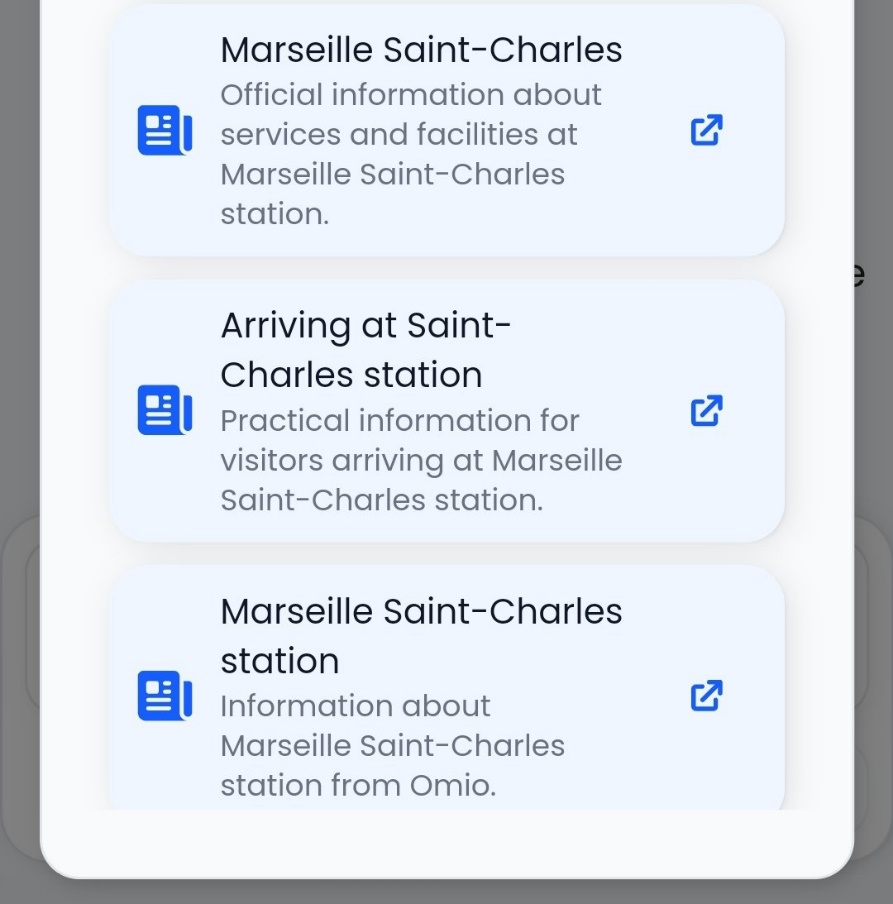 Marseille Saint-Charles
Official information about
services and facilities at
Marseille Saint-Charles
station.
e
Arriving at Saint-
Charles station
Practical information for
visitors arriving at Marseille
Saint-Charles station.
Marseille Saint-Charles
station
Information about
Marseille Saint-Charles
station from Omio.